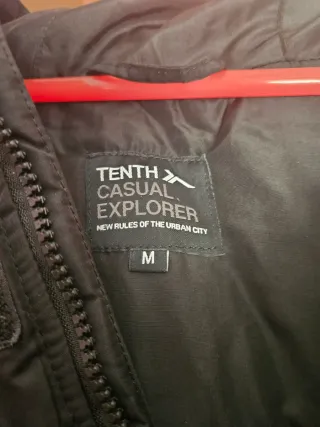 TENTH
CASUAL.
EXPLORER
NEW RULES OF THE URBAN CITY
M